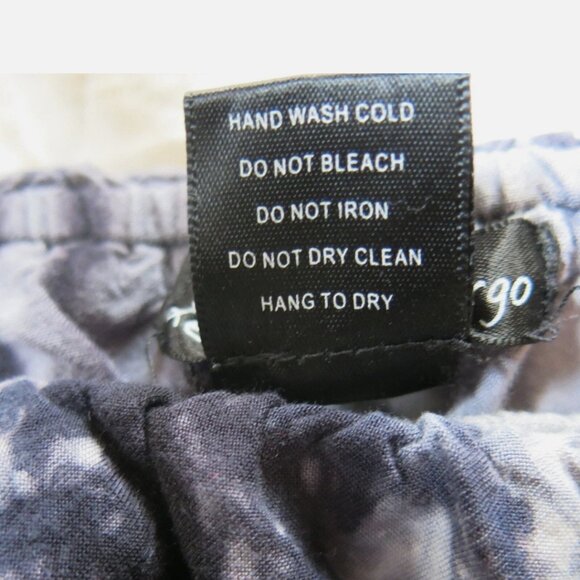 HAND WASH COLD
DO NOT BLEACH
DO NOT IRON
DO NOT DRY CLEAN
HANG TO DRY